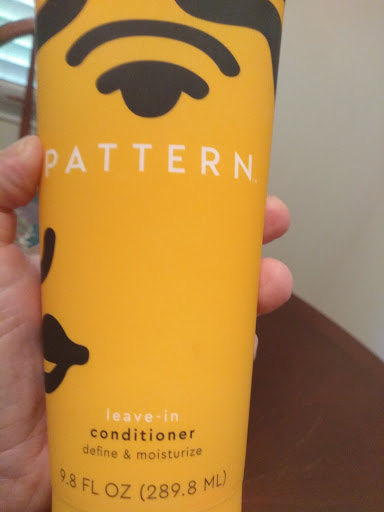 PATTERN
leave-in
conditioner
define & moisturize
9.8 FL OZ (289.8 ML)